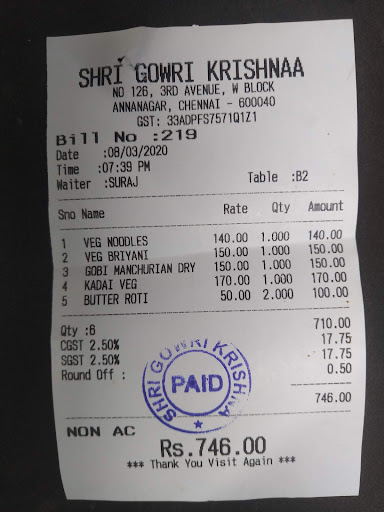 SHRI GOWRI KRISHNAA
NO 126, 3RD AVENUE, W BLOCK
ANNANAGAR, CHENNAI - 600040
GST: 33ADPFS7571Q1Z1
Bill No :219
Date :08/03/2020
Time :07:39 PM
Waiter :SURAJ Table :B2
Sno Name Rate Qty Amount
1 VEG NOODLES 140.00 1.000 140.00
2 VEG BRIYANI 150.00 1.000 150.00
3 GOBI MANCHURIAN DRY 150.00 1.000 150.00
4 KADAI VEG 170.00 1.000 170.00
5 BUTTER ROTI 50.00 2.000 100.00
Qty :6 710.00
CGST 2.50% 17.75
SGST 2.50% 17.75
Round Off : 0.50
746.00
SHRI GOWRI KRISHNA
PAID
NON AC
Rs.746.00
*** Thank You Visit Again ***